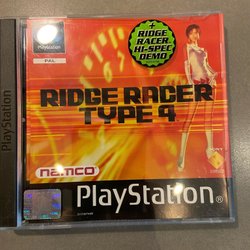 PlayStation
PAL
+
RIDGE
RACER
HI-SPEC
DEMO
RIDGE RACER
TYPE 4
namco
PlayStation